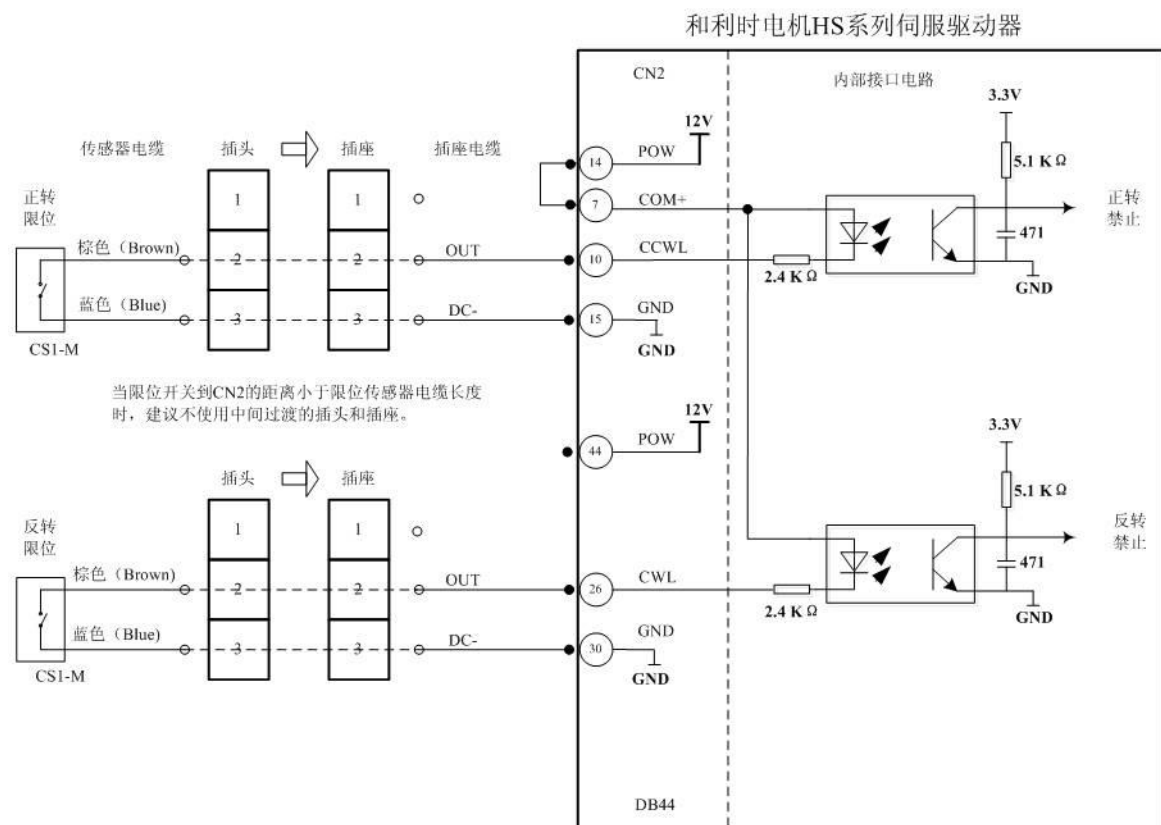 和利时电机HS系列伺服驱动器
CN2
内部接口电路
传感器电缆
插头
插座
插座电缆
正转
限位
棕色（Brown)
蓝色（Blue)
CS1-M
1
2
3
1
2
3
OUT
DC-
14
POW
12V
7
COM+
10
CCWL
15
GND
GND
2.4 K Ω
3.3V
5.1 K Ω
471
GND
正转
禁止
当限位开关到CN2的距离小于限位传感器电缆长度
时，建议不使用中间过渡的插头和插座。
44
POW
12V
插头
插座
反转
限位
棕色（Brown)
蓝色（Blue)
CS1-M
1
2
3
1
2
3
OUT
DC-
26
CWL
30
GND
GND
2.4 K Ω
3.3V
5.1 K Ω
471
GND
反转
禁止
DB44